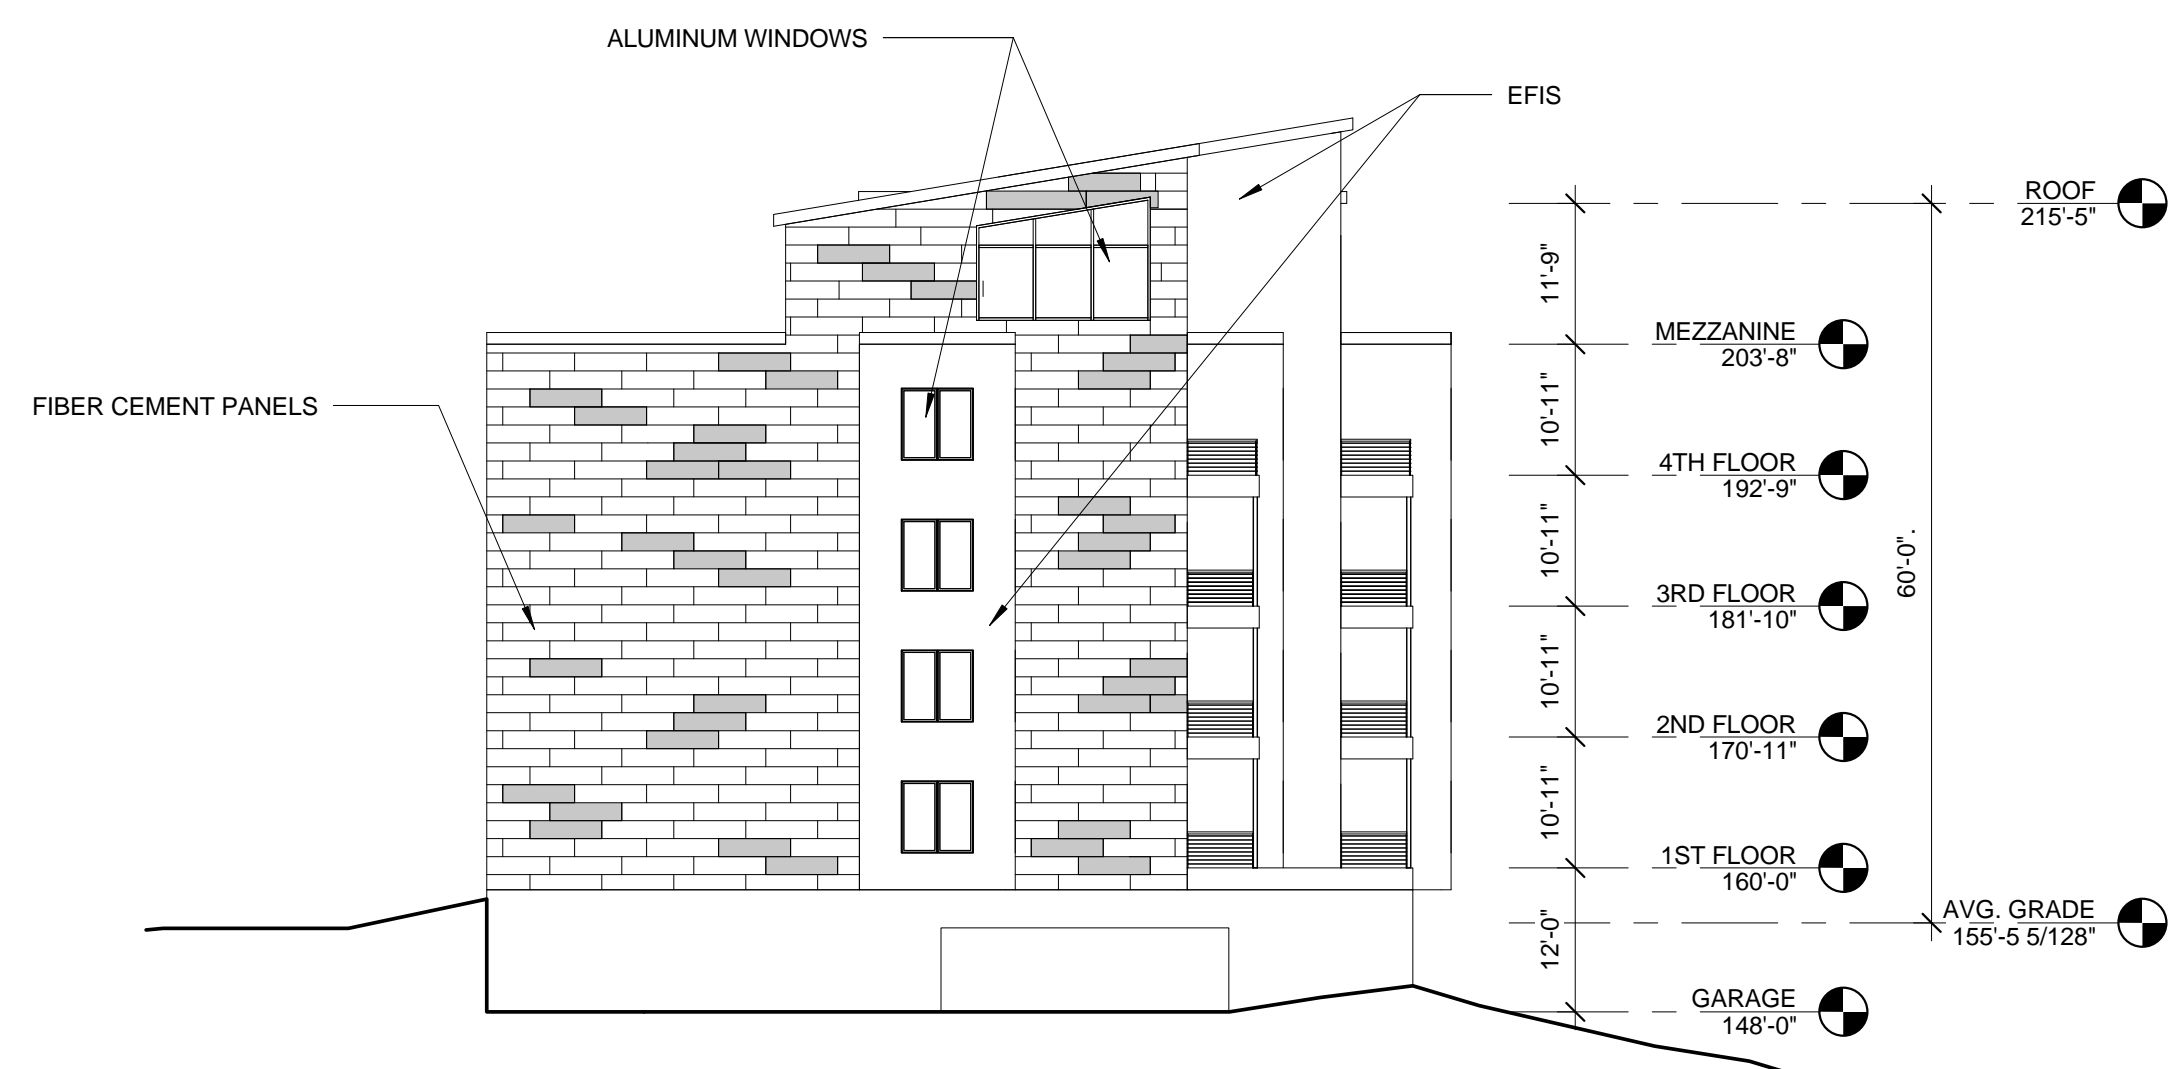 ALUMINUM WINDOWS
EFIS
FIBER CEMENT PANELS
ROOF
215'-5"
11'-9"
MEZZANINE
203'-8"
10'-11"
4TH FLOOR
192'-9"
10'-11"
60'-0".
3RD FLOOR
181'-10"
10'-11"
2ND FLOOR
170'-11"
10'-11"
1ST FLOOR
160'-0"
AVG. GRADE
155'-5 5/128"
12'-0"
GARAGE
148'-0"